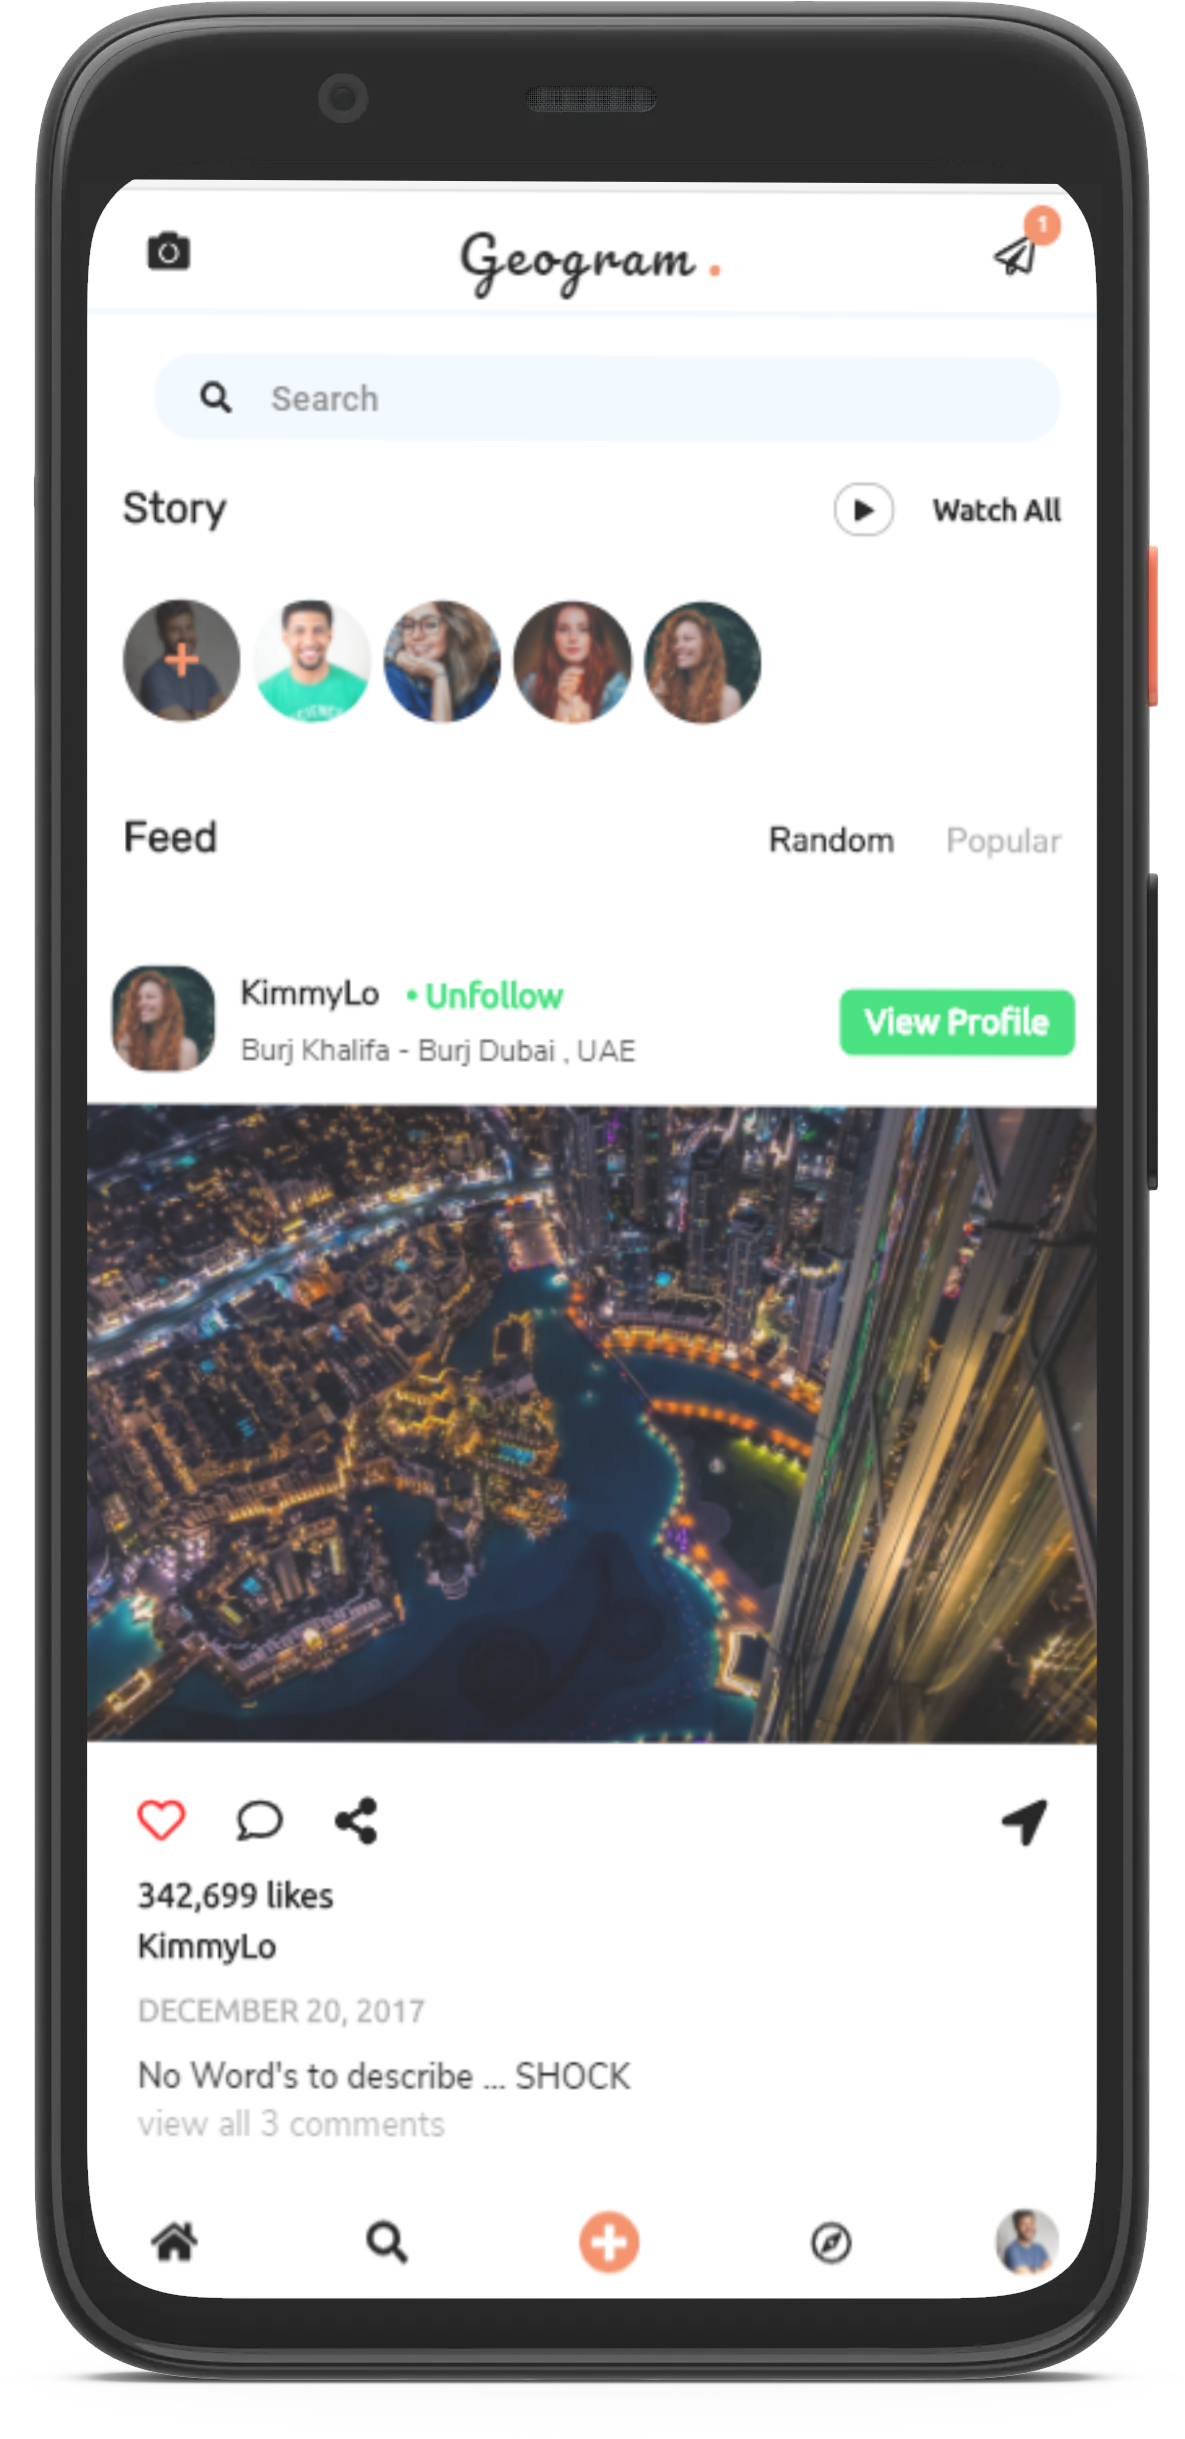 Geogram .
1
Search
Story
Watch All
CIENC
Feed
Random Popular
KimmyLo • Unfollow
Burj Khalifa - Burj Dubai , UAE
View Profile
342,699 likes
KimmyLo
DECEMBER 20, 2017
No Word's to describe ... SHOCK
view all 3 comments